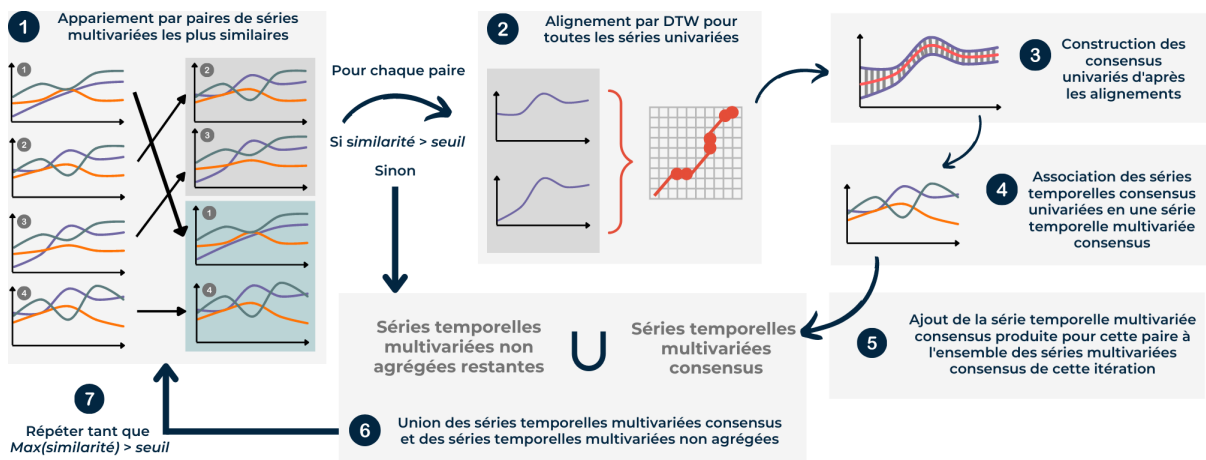 1
Appariement par paires de séries
multivariées les plus similaires
1
2
3
4
2
3
1
4
Pour chaque paire
Si similarité > seuil
Sinon
2
Alignement par DTW pour
toutes les séries univariées
3
Construction des
consensus
univariés d'après
les alignements
4
Association des séries
temporelles consensus
univariées en une série
temporelle multivariée
consensus
5
Ajout de la série temporelle multivariée
consensus produite pour cette paire à
l'ensemble des séries multivariées
consensus de cette itération
Séries temporelles
multivariées non
agrégées restantes
∪
Séries temporelles
multivariées
consensus
6
Union des séries temporelles multivariées consensus
et des séries temporelles multivariées non agrégées
7
Répéter tant que
Max(similarité) > seuil